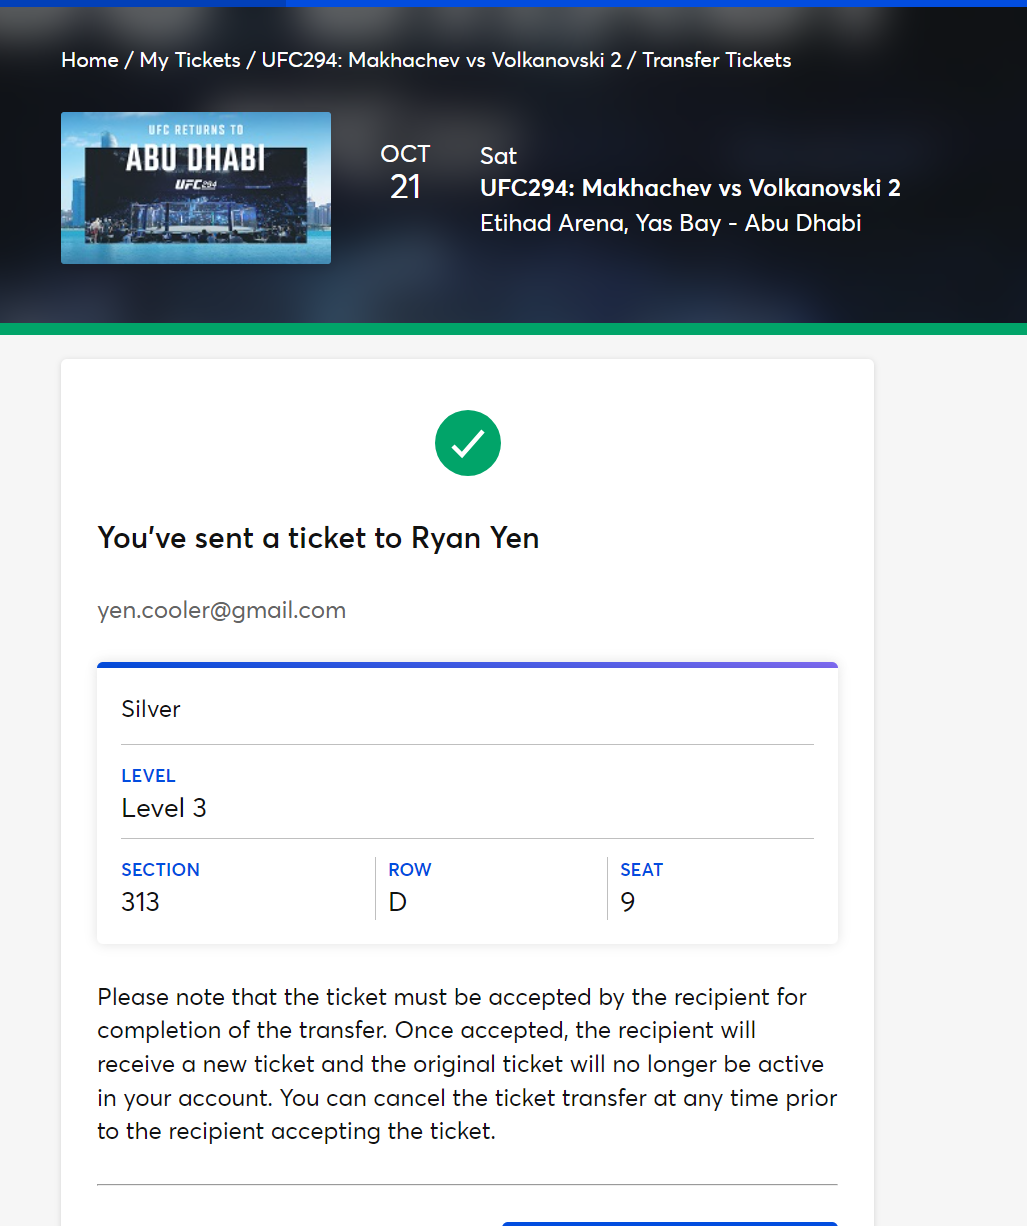 Home / My Tickets / UFC294: Makhachev vs Volkanovski 2 / Transfer Tickets
UFC RETURNS TO
ABU DHABI
UFC 294
OCT
21
Sat
UFC294: Makhachev vs Volkanovski 2
Etihad Arena, Yas Bay - Abu Dhabi
You've sent a ticket to Ryan Yen
yen.cooler@gmail.com
Silver
LEVEL
Level 3
SECTION ROW SEAT
313 D 9
Please note that the ticket must be accepted by the recipient for
completion of the transfer. Once accepted, the recipient will
receive a new ticket and the original ticket will no longer be active
in your account. You can cancel the ticket transfer at any time prior
to the recipient accepting the ticket.